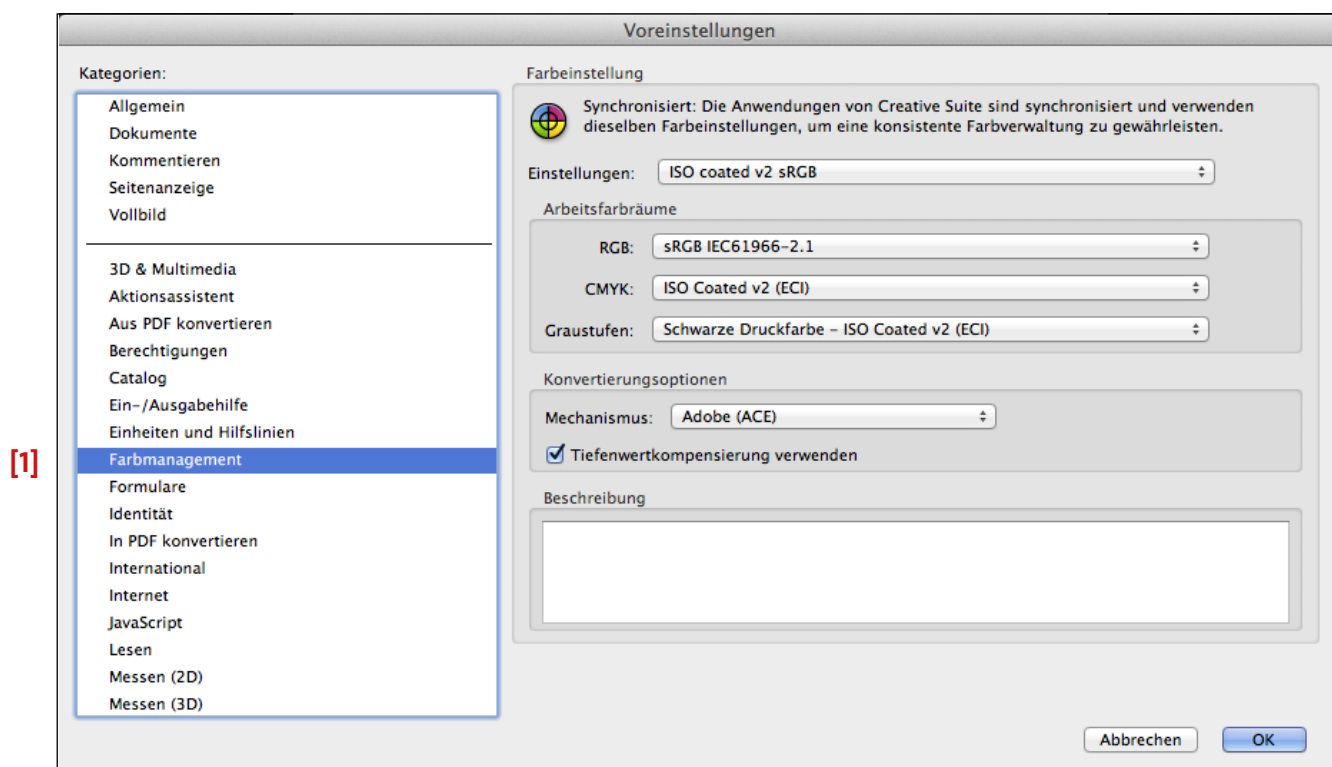 Voreinstellungen
Kategorien:
Allgemein
Dokumente
Kommentieren
Seitenanzeige
Vollbild
3D & Multimedia
Aktionsassistent
Aus PDF konvertieren
Berechtigungen
Catalog
Ein-/Ausgabehilfe
Einheiten und Hilfslinien
[1]
Farbmanagement
Formulare
Identität
In PDF konvertieren
International
Internet
JavaScript
Lesen
Messen (2D)
Messen (3D)
Farbeinstellung
Synchronisiert: Die Anwendungen von Creative Suite sind synchronisiert und verwenden
dieselben Farbeinstellungen, um eine konsistente Farbverwaltung zu gewährleisten.
Einstellungen: ISO coated v2 sRGB
Arbeitsfarbräume
RGB: sRGB IEC61966-2.1
CMYK: ISO Coated v2 (ECI)
Graustufen: Schwarze Druckfarbe - ISO Coated v2 (ECI)
Konvertierungsoptionen
Mechanismus: Adobe (ACE)
Tiefenwertkompensierung verwenden
Beschreibung
Abbrechen OK